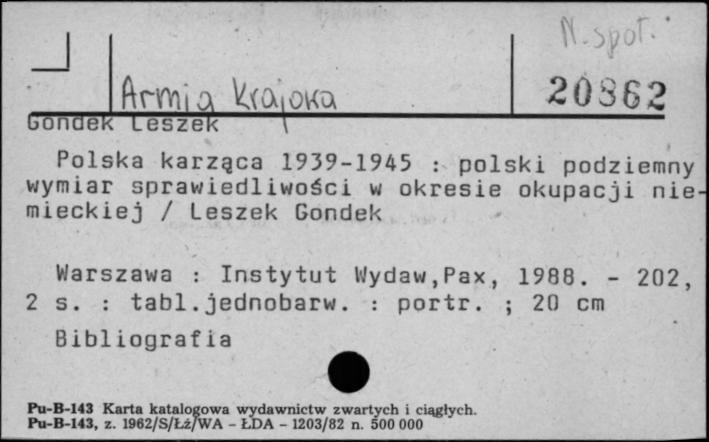 N. społ.
Armia Krajowa
20862
Gondek Leszek
Polska karząca 1939-1945 : polski podziemny
wymiar sprawiedliwości w okresie okupacji nie-
mieckiej / Leszek Gondek
Warszawa : Instytut Wydaw,Pax, 1988. - 202,
2 s. : tabl.jednobarw. : portr. ; 20 cm
Bibliografia
Pu-B-143 Karta katalogowa wydawnictw zwartych i ciągłych.
Pu-B-143, z. 1962/S/Łż/WA - ŁDA - 1203/82 n. 500 000